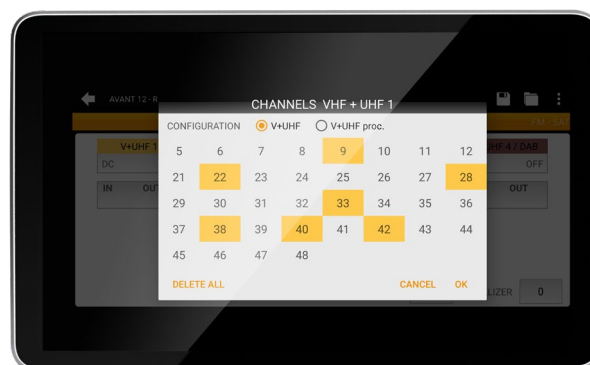 AVANT 12 - R
CHANNELS VHF + UHF 1
CONFIGURATION V+UHF V+UHF proc.
5 6 7 8 9 10 11 12
21 22 23 24 25 26 27 28
29 30 31 32 33 34 35 36
37 38 39 40 41 42 43 44
45 46 47 48
DELETE ALL CANCEL OK
FM SAT
V+UHF 1
UHF 4 / DAB
DC OFF
IN OUT
OUT
LIZER 0